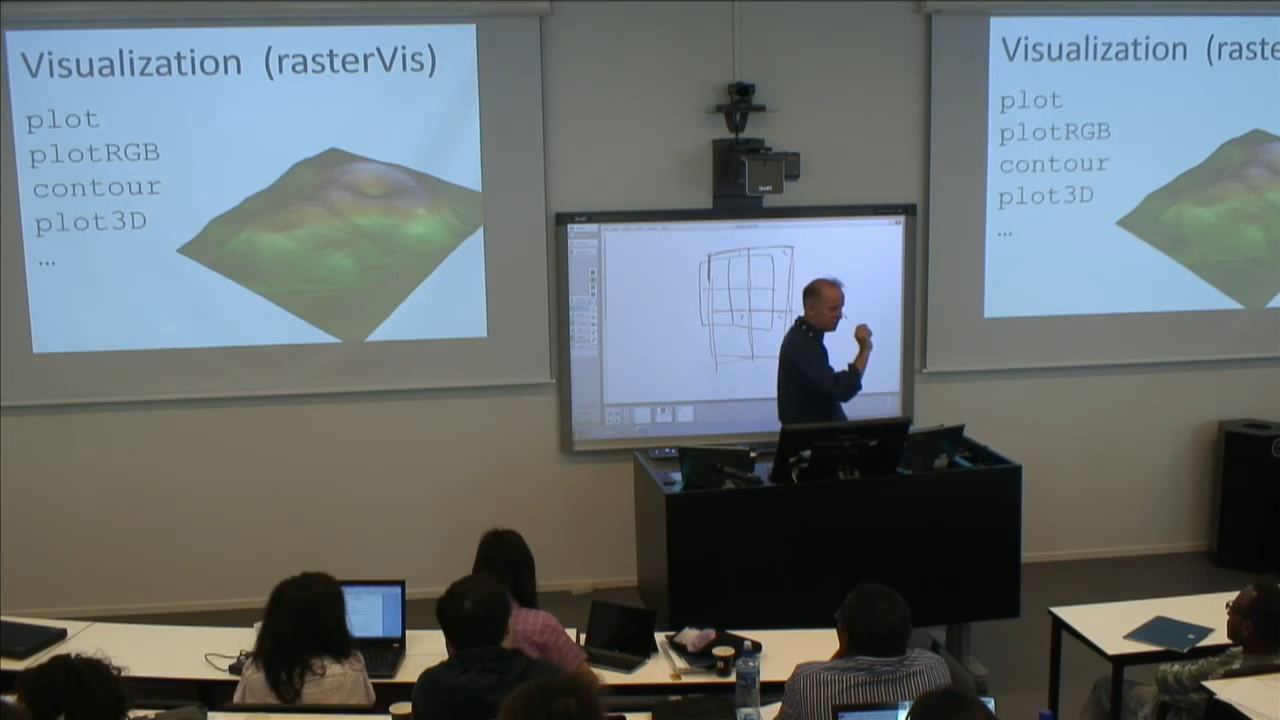 Visualization (rasterVis)
plot
plotRGB
contour
plot3D
...
Visualization (raste
plot
plotRGB
contour
plot3D
...